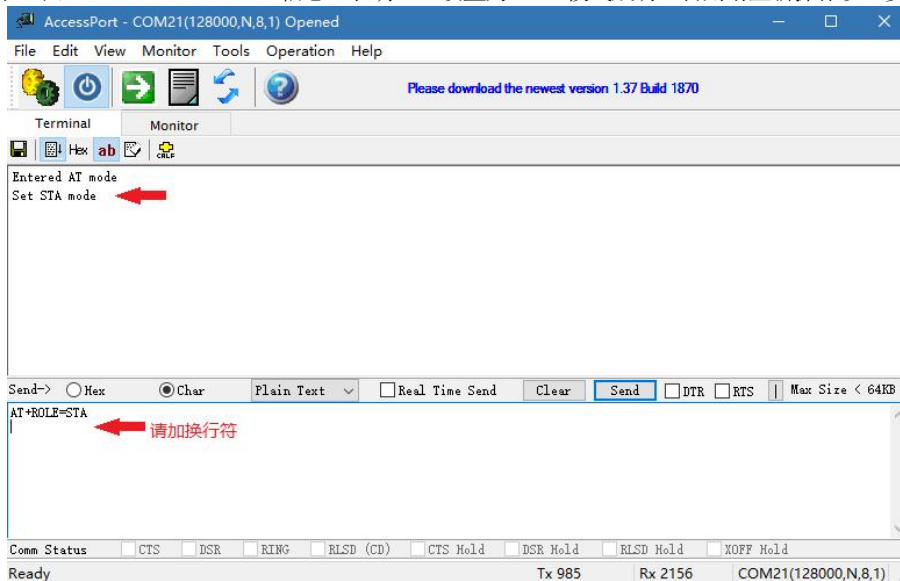 AccessPort - COM21(128000,N,8,1) Opened
File Edit View Monitor Tools Operation Help
Please download the newest version 1.37 Build 1870
Terminal Monitor
Hex ab CRLF
Entered AT mode
Set STA mode
Send-> Hex Char Plain Text Real Time Send Clear Send DTR RTS Max Size < 64KB
AT+ROLE=STA
请加换行符
Comm Status CTS DSR RING RLSD (CD) CTS Hold DSR Hold RLSD Hold XOFF Hold
Ready Tx 985 Rx 2156 COM21(128000,N,8,1)